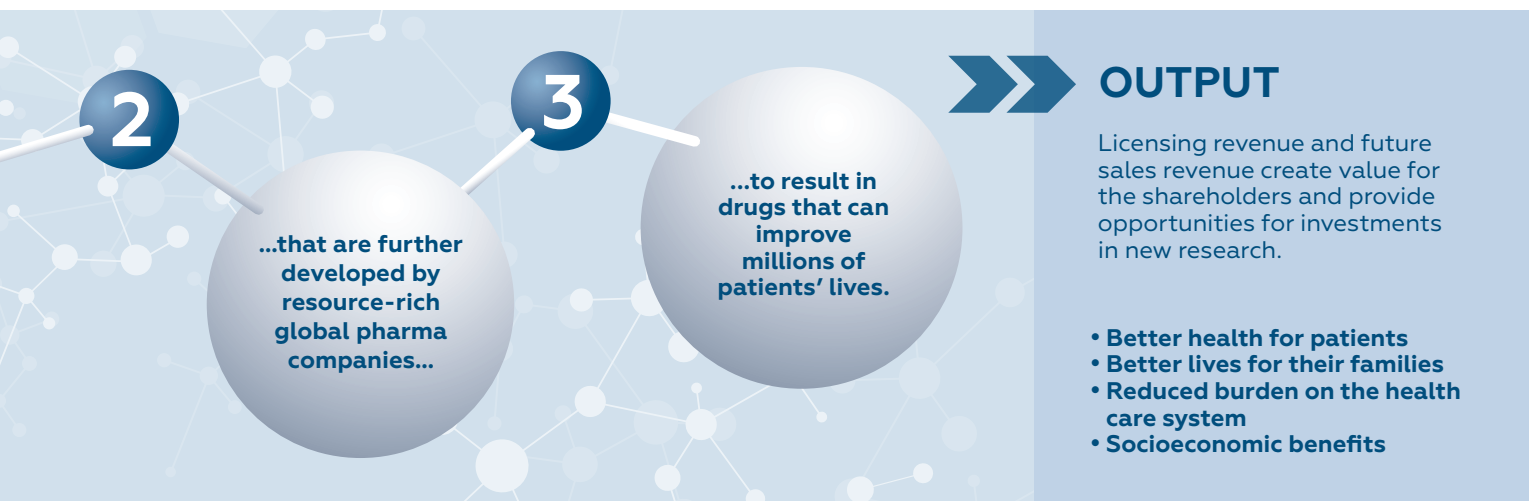 2
...that are further
developed by
resource-rich
global pharma
companies...
3
...to result in
drugs that can
improve
millions of
patients’ lives.
OUTPUT
Licensing revenue and future
sales revenue create value for
the shareholders and provide
opportunities for investments
in new research.
• Better health for patients
• Better lives for their families
• Reduced burden on the health
care system
• Socioeconomic benefits